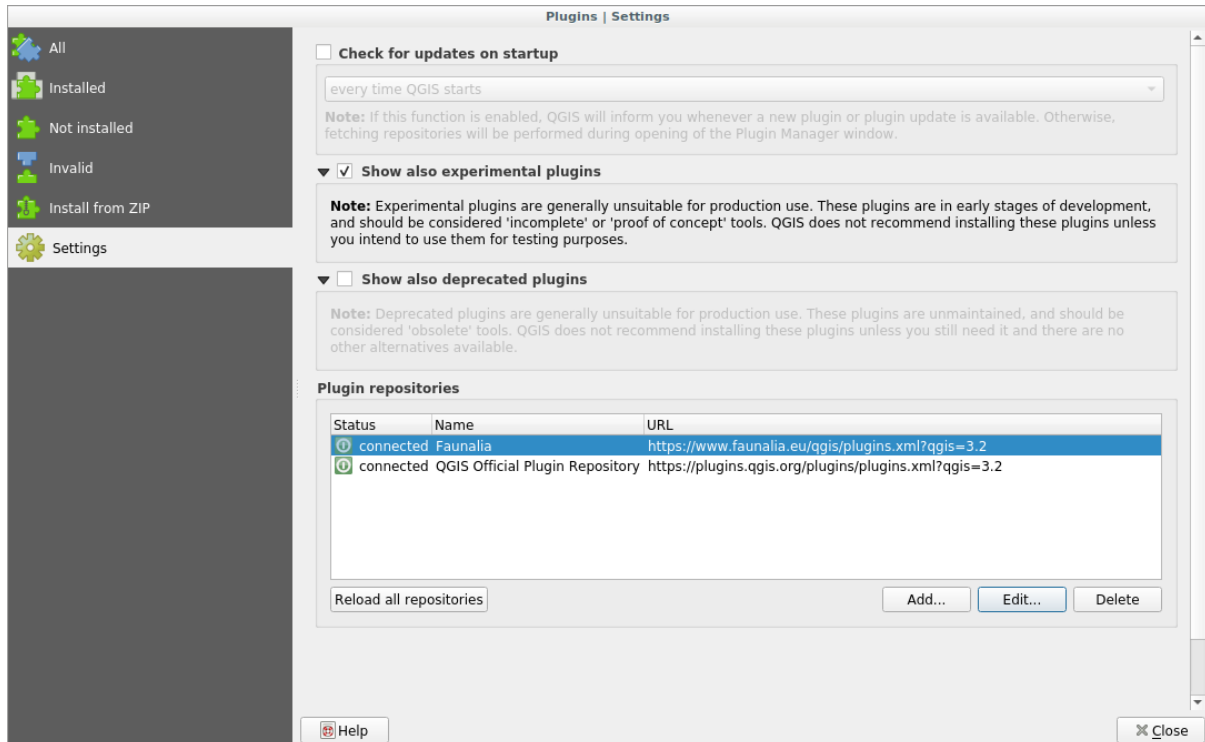 Plugins | Settings
All
Installed
Not installed
Invalid
Install from ZIP
Settings
Check for updates on startup
every time QGIS starts
Note: If this function is enabled, QGIS will inform you whenever a new plugin or plugin update is available. Otherwise,
fetching repositories will be performed during opening of the Plugin Manager window.
Show also experimental plugins
Note: Experimental plugins are generally unsuitable for production use. These plugins are in early stages of development,
and should be considered 'incomplete' or 'proof of concept' tools. QGIS does not recommend installing these plugins unless
you intend to use them for testing purposes.
Show also deprecated plugins
Note: Deprecated plugins are generally unsuitable for production use. These plugins are unmaintained, and should be
considered 'obsolete' tools. QGIS does not recommend installing these plugins unless you still need it and there are no
other alternatives available.
Plugin repositories
Status Name URL
connected Faunalia https://www.faunalia.eu/qgis/plugins.xml?qgis=3.2
connected QGIS Official Plugin Repository https://plugins.qgis.org/plugins/plugins.xml?qgis=3.2
Reload all repositories Add... Edit... Delete
Help Close